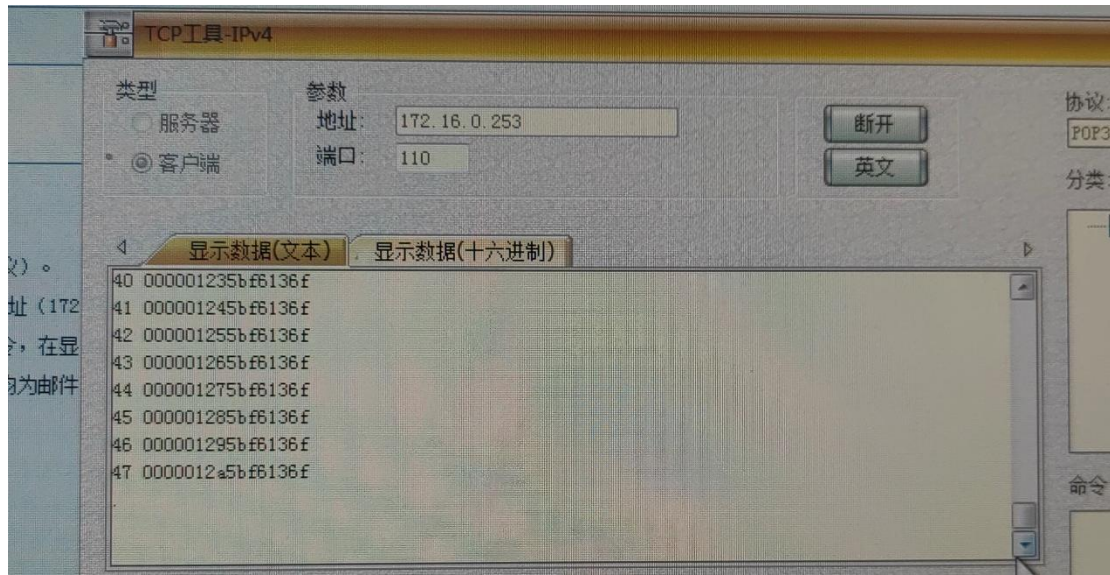 TCP工具-IPv4
类型
服务器
客户端
参数
地址: 172.16.0.253
端口: 110
断开
英文
协议:
POP3
分类:
显示数据(文本)
显示数据(十六进制)
40 000001235bf6136f
41 000001245bf6136f
42 000001255bf6136f
43 000001265bf6136f
44 000001275bf6136f
45 000001285bf6136f
46 000001295bf6136f
47 0000012a5bf6136f
.
命令
)。
址（172
令，在显
均为邮件